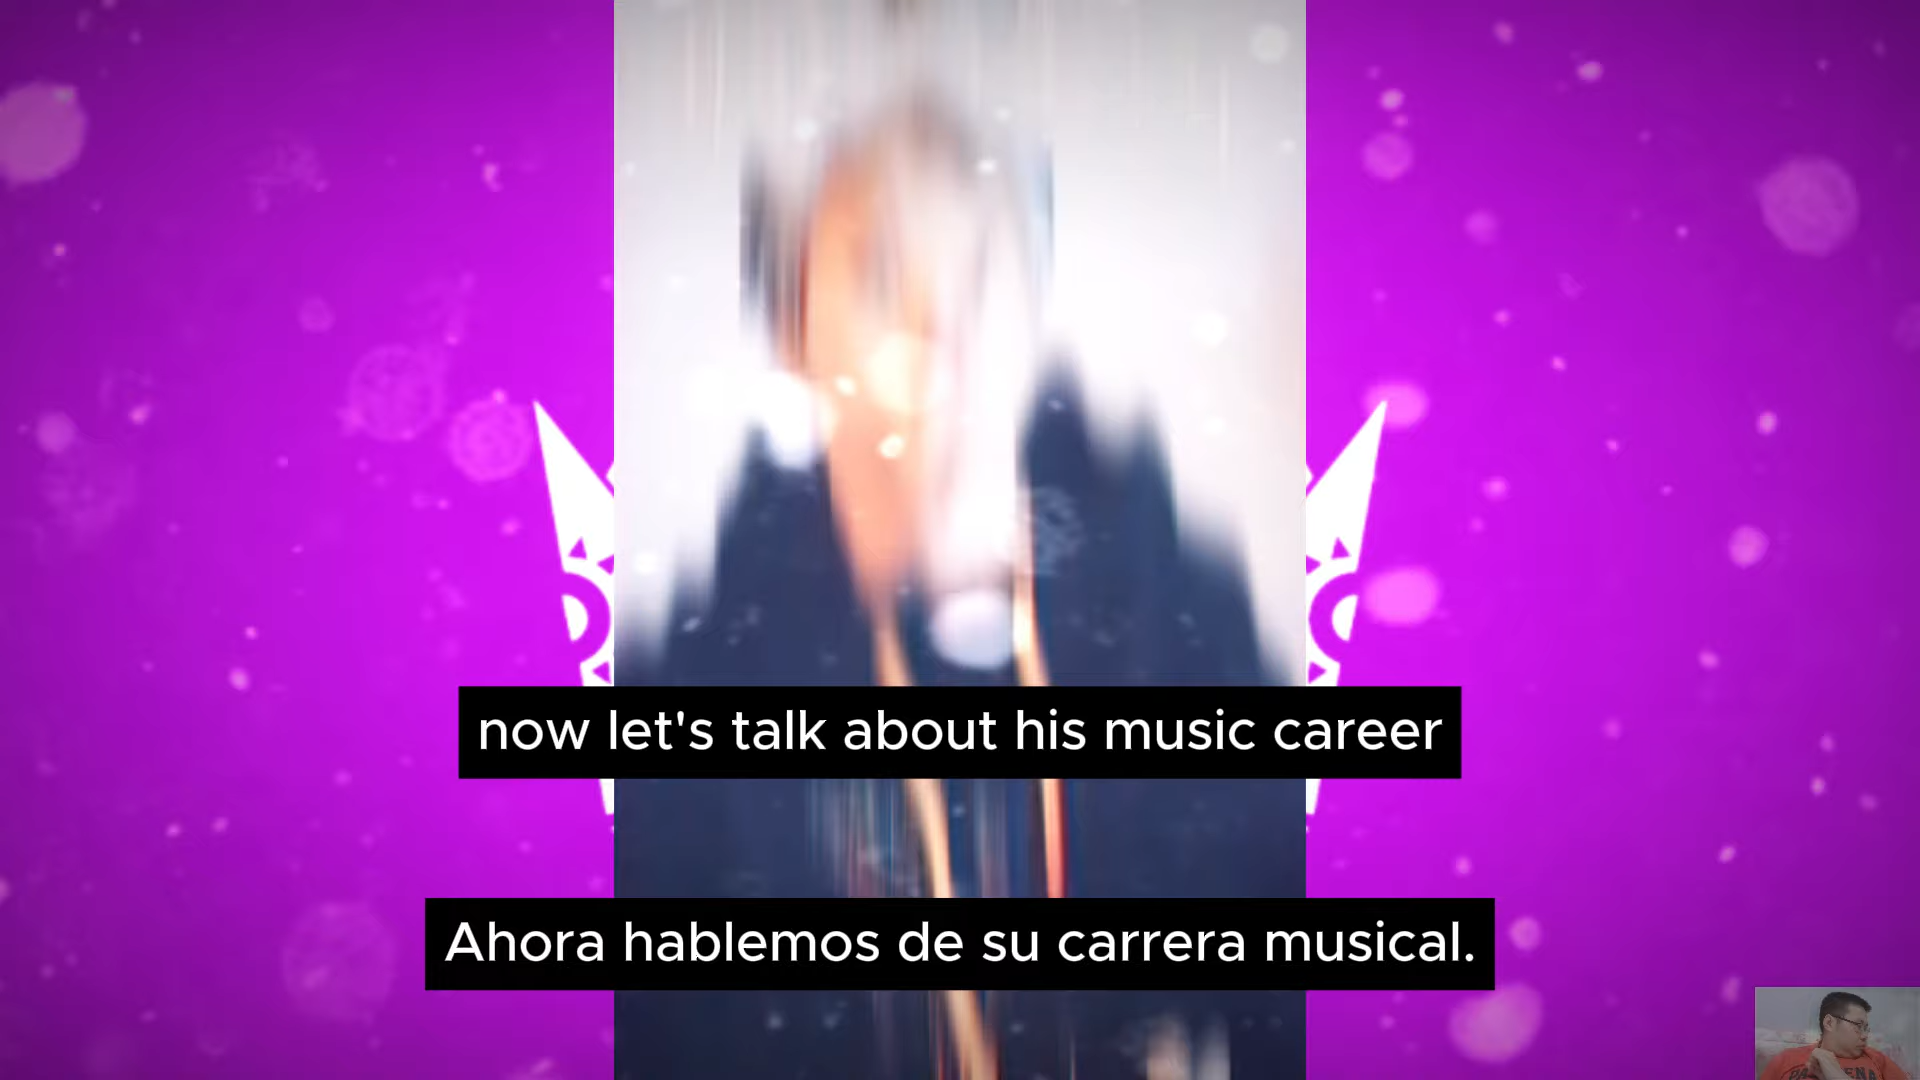 now let's talk about his music career
Ahora hablemos de su carrera musical.